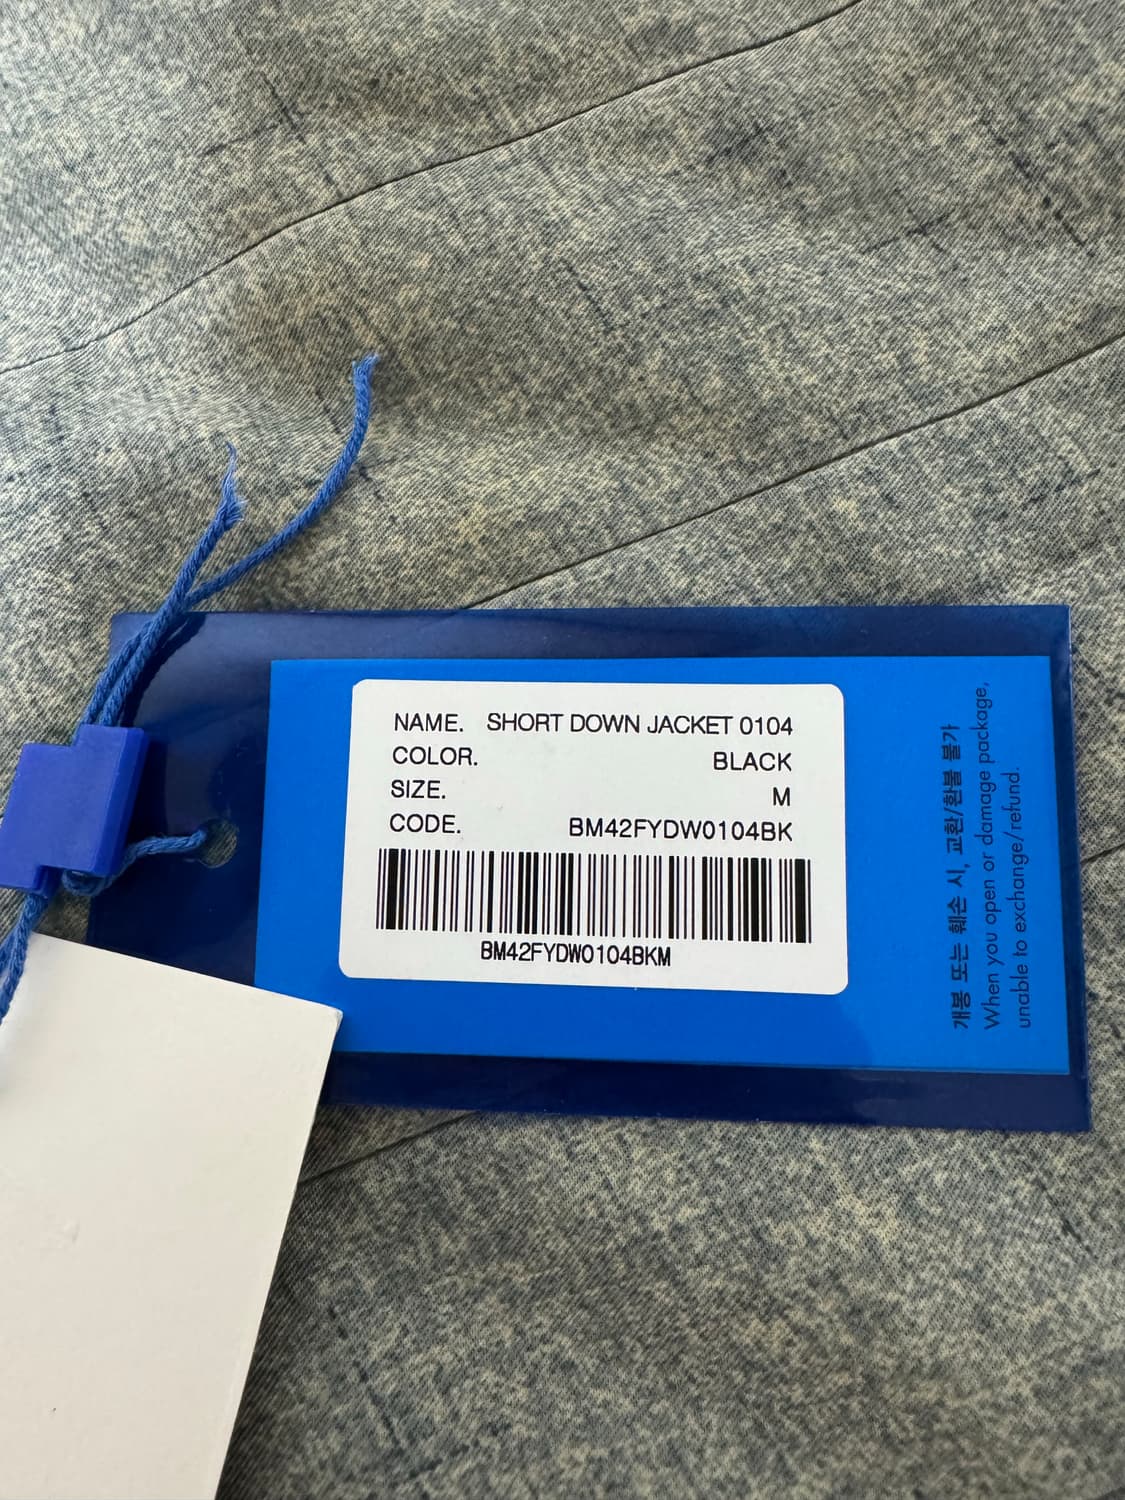 NAME. SHORT DOWN JACKET 0104
COLOR. BLACK
SIZE. M
CODE. BM42FYDW0104BK
BM42FYDW0104BKM
개봉 또는 훼손 시, 교환/환불 불가
When you open or damage package,
unable to exchange/refund.